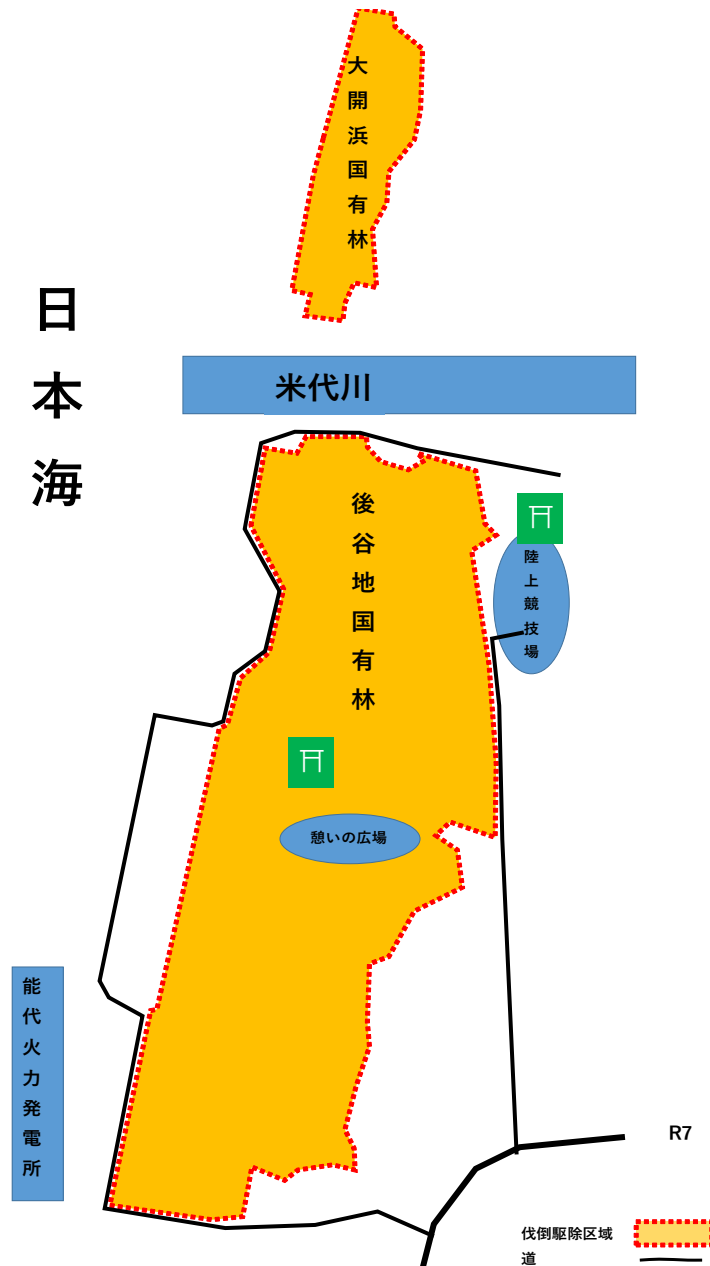 大開浜国有林
日本海
米代川
後谷地国有林
陸上競技場
憩いの広場
能代火力発電所
R7
伐倒駆除区域
道